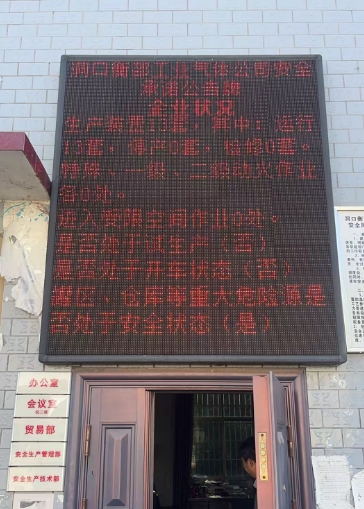 洞口衡邵工业气体公司安全
承诺公告牌
企业状况
生产装置13套，其中：运行
13套，停产0套，检修0套。
特殊、一级、二级动火作业
各0处。
进入有限空间作业0处。
是否处于试生产（否）
是否处于开车状态（否）
罐区、仓库等重大危险源是
否处于安全状态（是）
办公室
会议室
贸易部
安全生产管理部
安全生产技术部